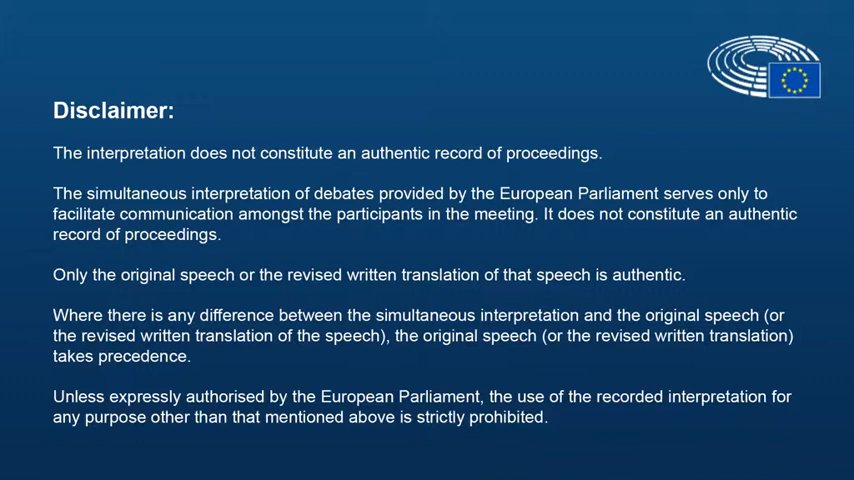 Disclaimer:
The interpretation does not constitute an authentic record of proceedings.
The simultaneous interpretation of debates provided by the European Parliament serves only to
facilitate communication amongst the participants in the meeting. It does not constitute an authentic
record of proceedings.
Only the original speech or the revised written translation of that speech is authentic.
Where there is any difference between the simultaneous interpretation and the original speech (or
the revised written translation of the speech), the original speech (or the revised written translation)
takes precedence.
Unless expressly authorised by the European Parliament, the use of the recorded interpretation for
any purpose other than that mentioned above is strictly prohibited.